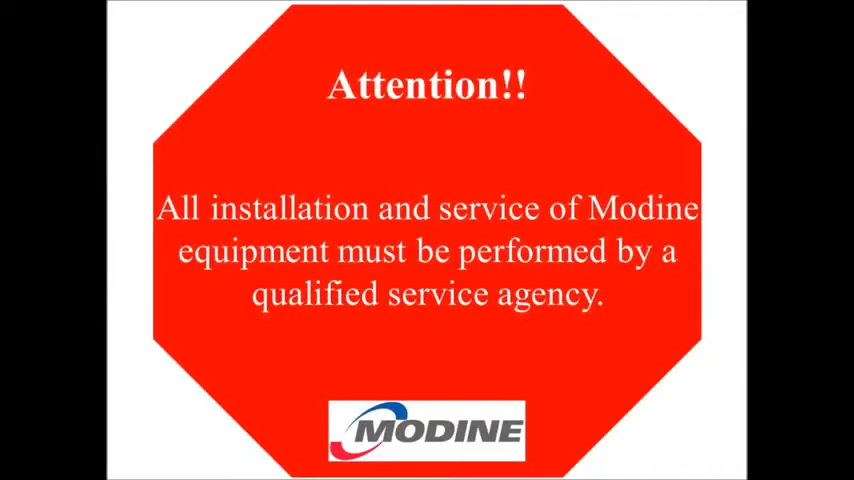 Attention!!
All installation and service of Modine
equipment must be performed by a
qualified service agency.
MODINE